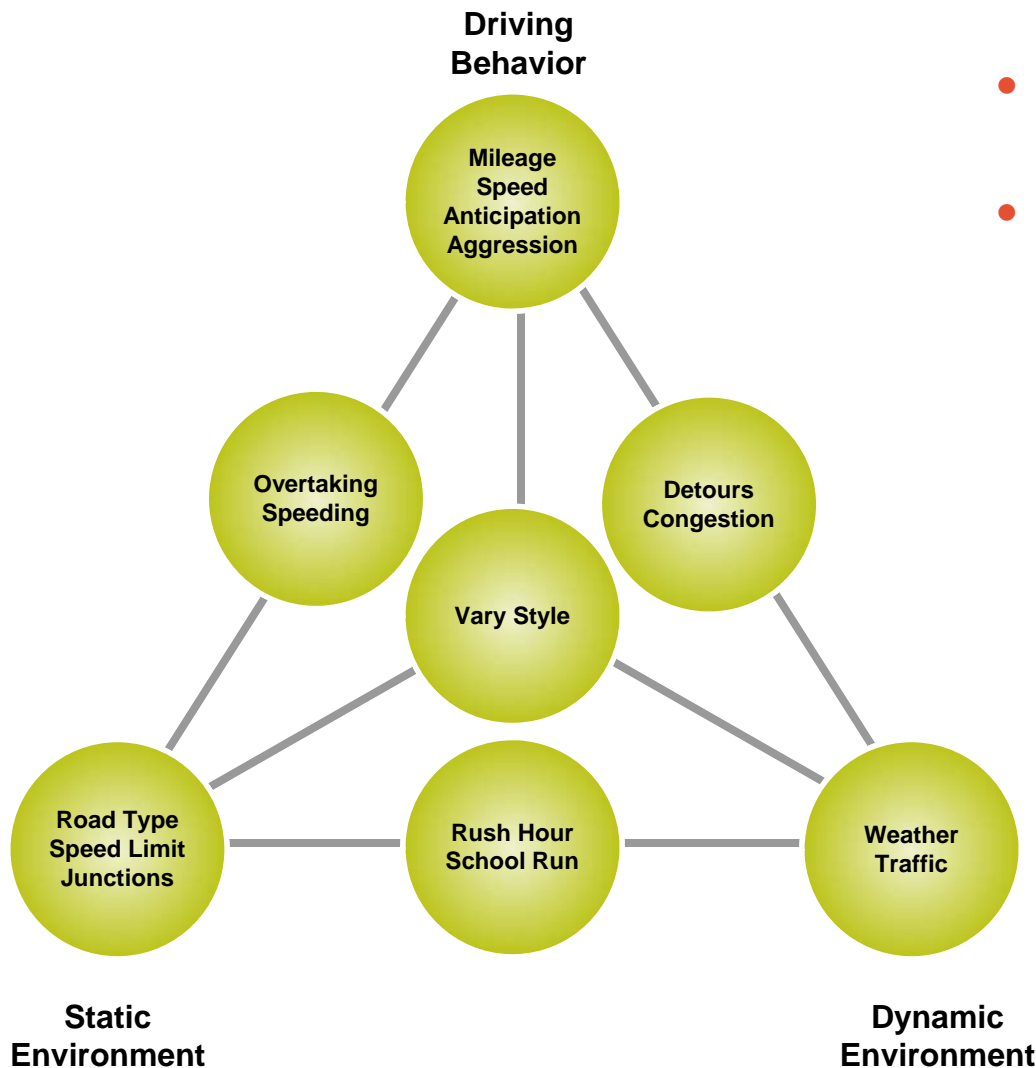 Driving
Behavior
Mileage
Speed
Anticipation
Aggression
Overtaking
Speeding
Detours
Congestion
Vary Style
Road Type
Speed Limit
Junctions
Rush Hour
School Run
Weather
Traffic
Static
Environment
Dynamic
Environment